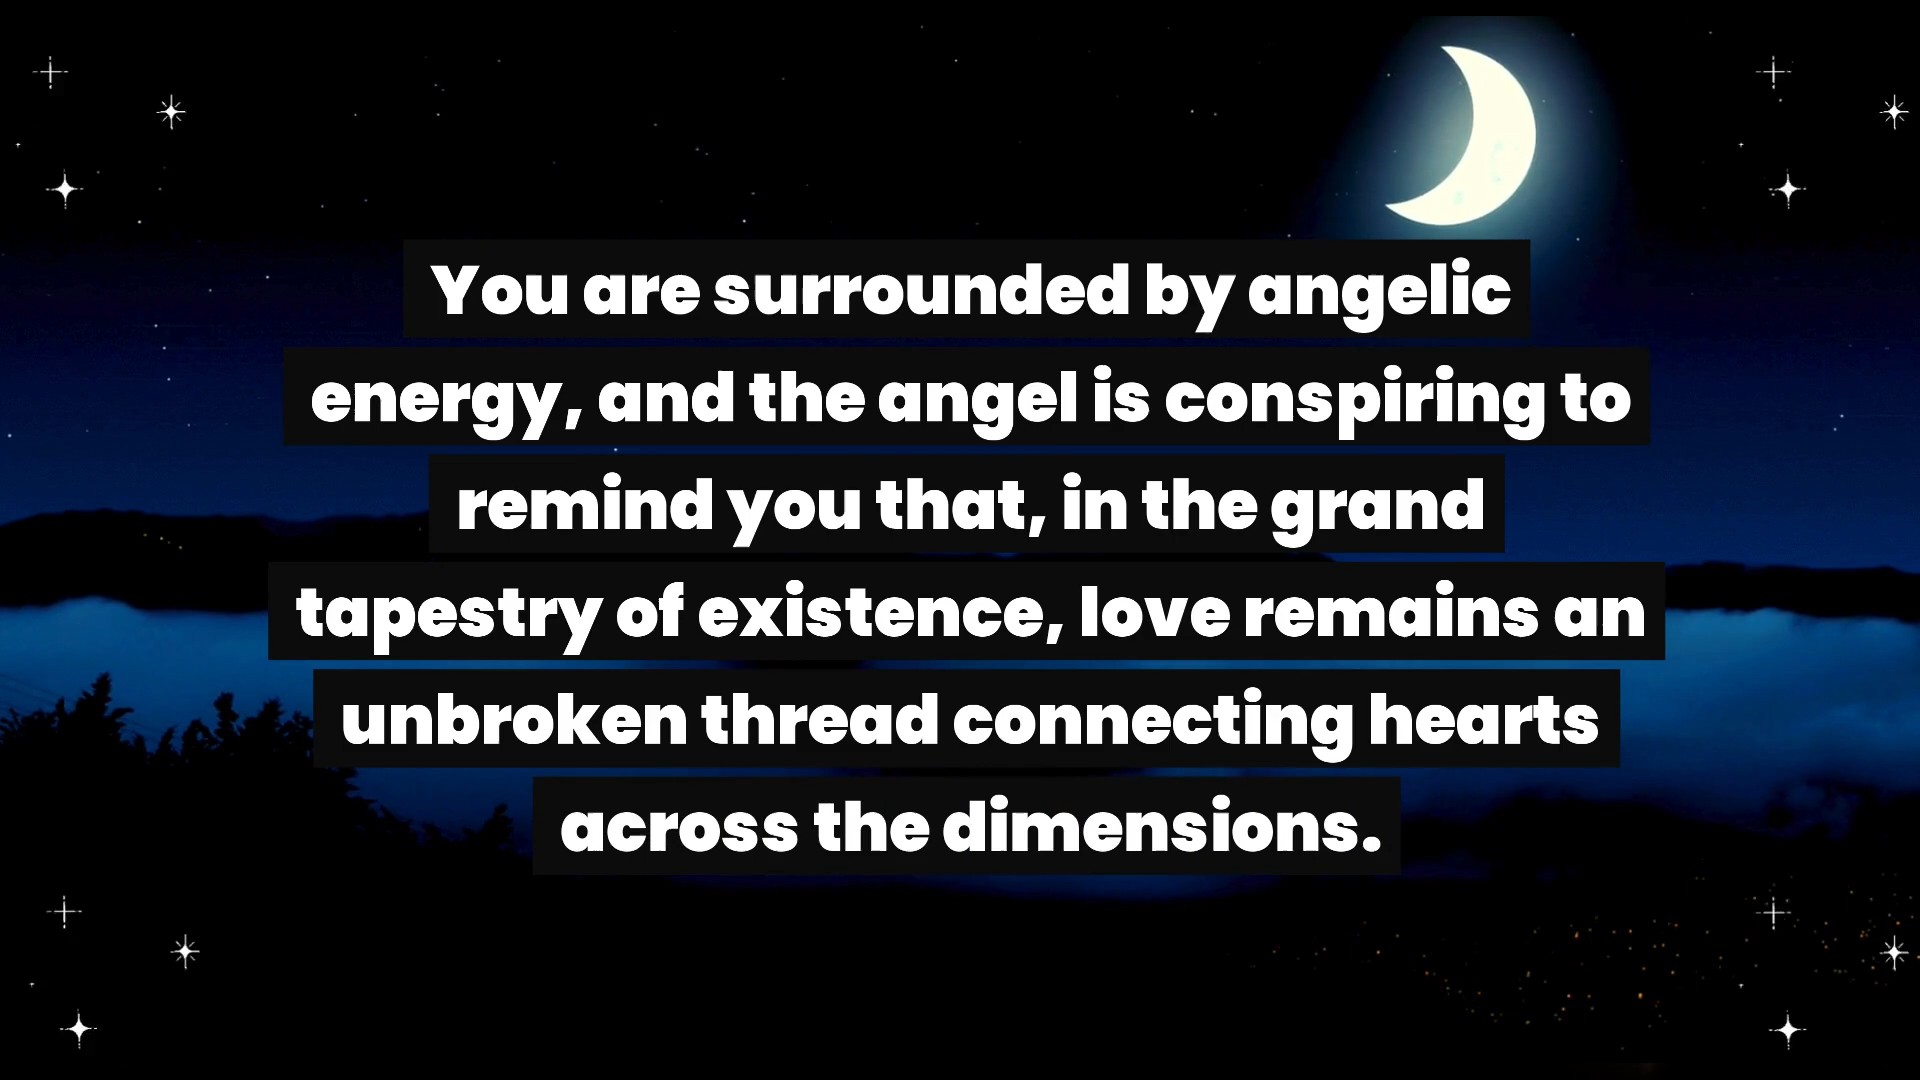 You are surrounded by angelic
energy, and the angel is conspiring to
remind you that, in the grand
tapestry of existence, love remains an
unbroken thread connecting hearts
across the dimensions.